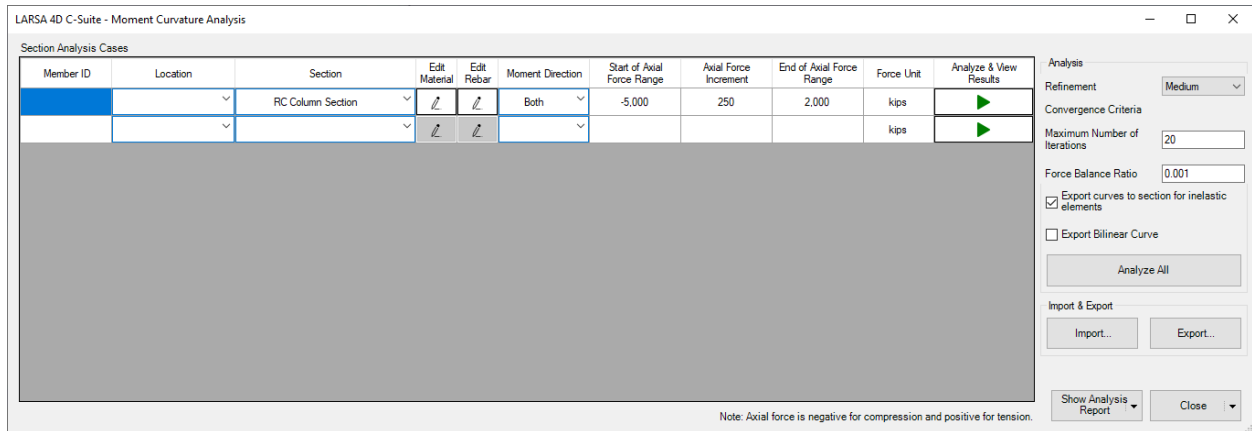 LARSA 4D C-Suite - Moment Curvature Analysis
Section Analysis Cases
Member ID Location Section Edit Material Edit Rebar Moment Direction Start of Axial Force Range Axial Force Increment End of Axial Force Range Force Unit Analyze & View Results
RC Column Section Both -5,000 250 2,000 kips
kips
Note: Axial force is negative for compression and positive for tension.
Analysis
Refinement Medium
Convergence Criteria
Maximum Number of
Iterations 20
Force Balance Ratio 0.001
Export curves to section for inelastic
elements
Export Bilinear Curve
Analyze All
Import & Export
Import... Export...
Show Analysis
Report
Close